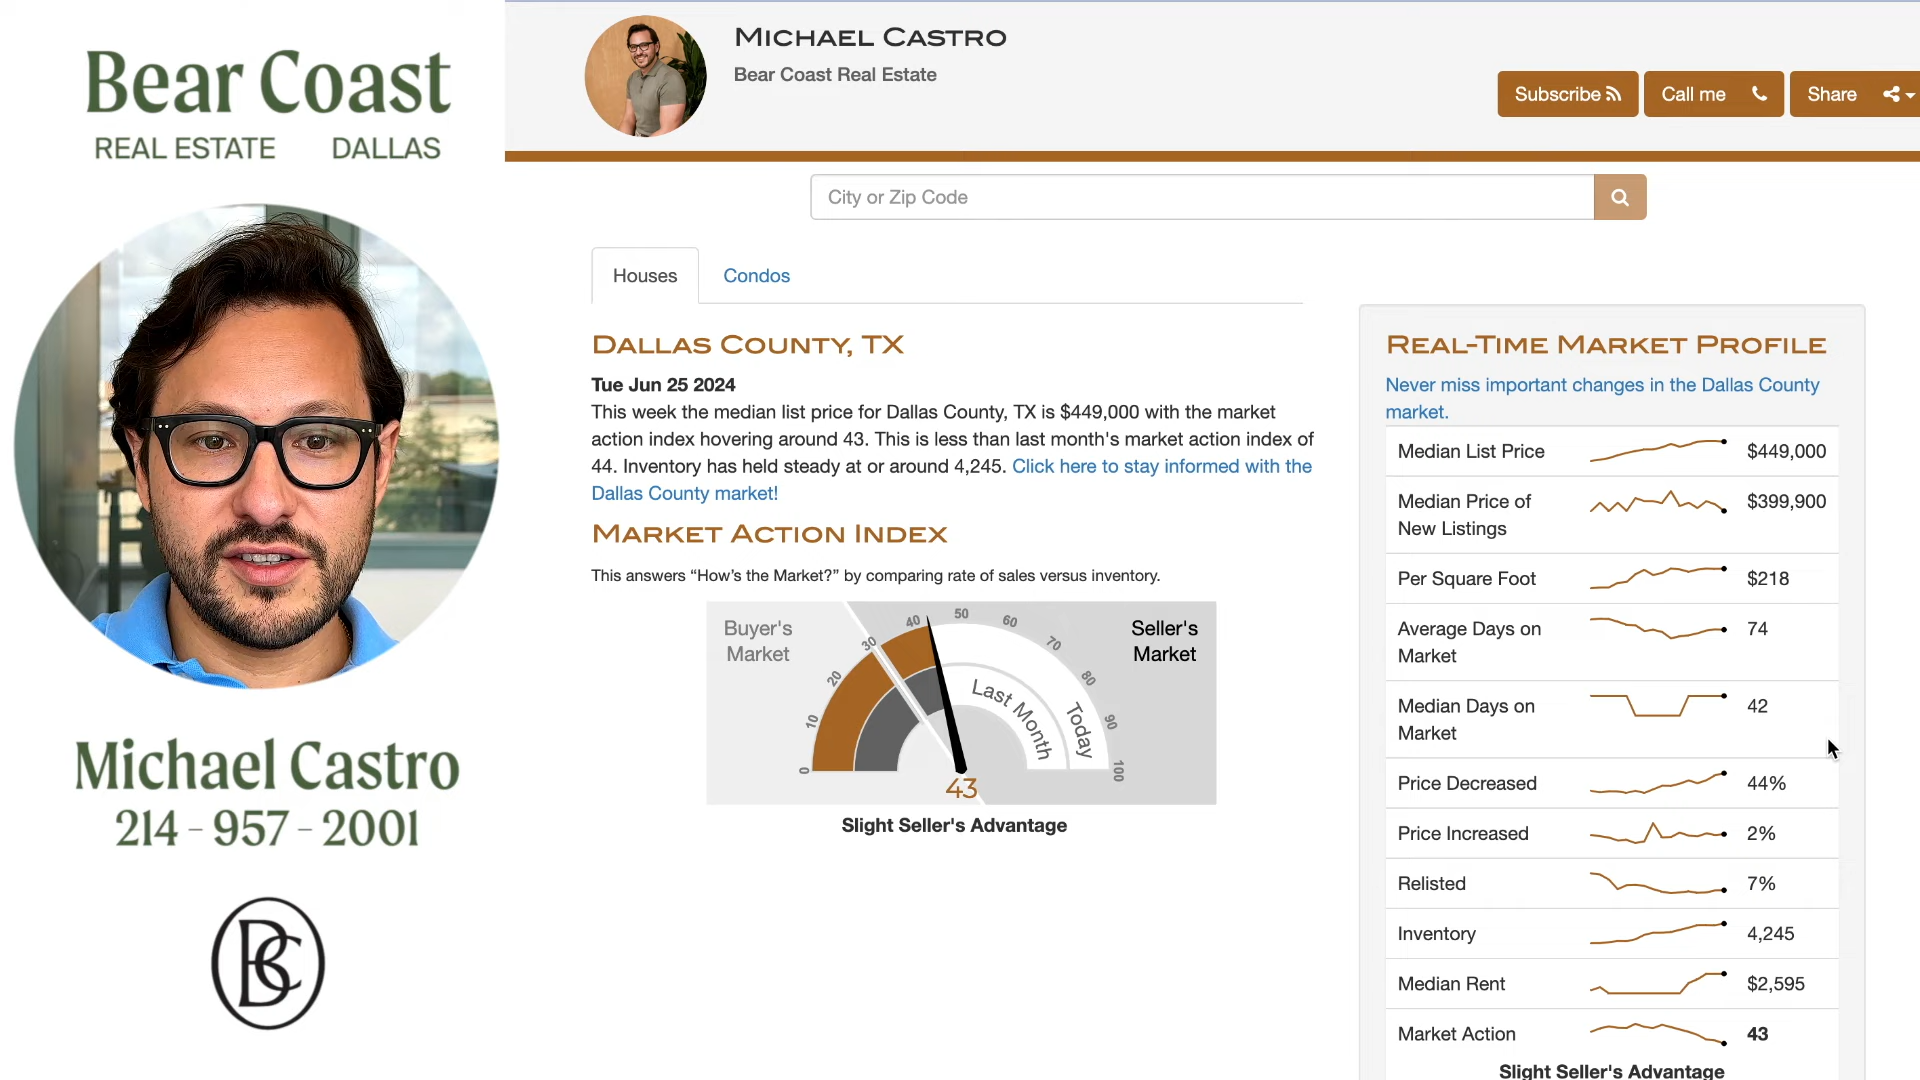 Bear Coast
REAL ESTATE DALLAS
Michael Castro
214 - 957 - 2001
BC
MICHAEL CASTRO
Bear Coast Real Estate
Subscribe
Call me
Share
City or Zip Code
Houses
Condos
DALLAS COUNTY, TX
Tue Jun 25 2024
This week the median list price for Dallas County, TX is $449,000 with the market
action index hovering around 43. This is less than last month's market action index of
44. Inventory has held steady at or around 4,245. Click here to stay informed with the
Dallas County market!
MARKET ACTION INDEX
This answers “How’s the Market?” by comparing rate of sales versus inventory.
Buyer's
Market
Seller's
Market
0
10
20
30
40
50
60
70
80
90
100
Last Month
Today
43
Slight Seller's Advantage
REAL-TIME MARKET PROFILE
Never miss important changes in the Dallas County
market.
Median List Price $449,000
Median Price of
New Listings $399,900
Per Square Foot $218
Average Days on
Market 74
Median Days on
Market 42
Price Decreased 44%
Price Increased 2%
Relisted 7%
Inventory 4,245
Median Rent $2,595
Market Action 43
Slight Seller's Advantage